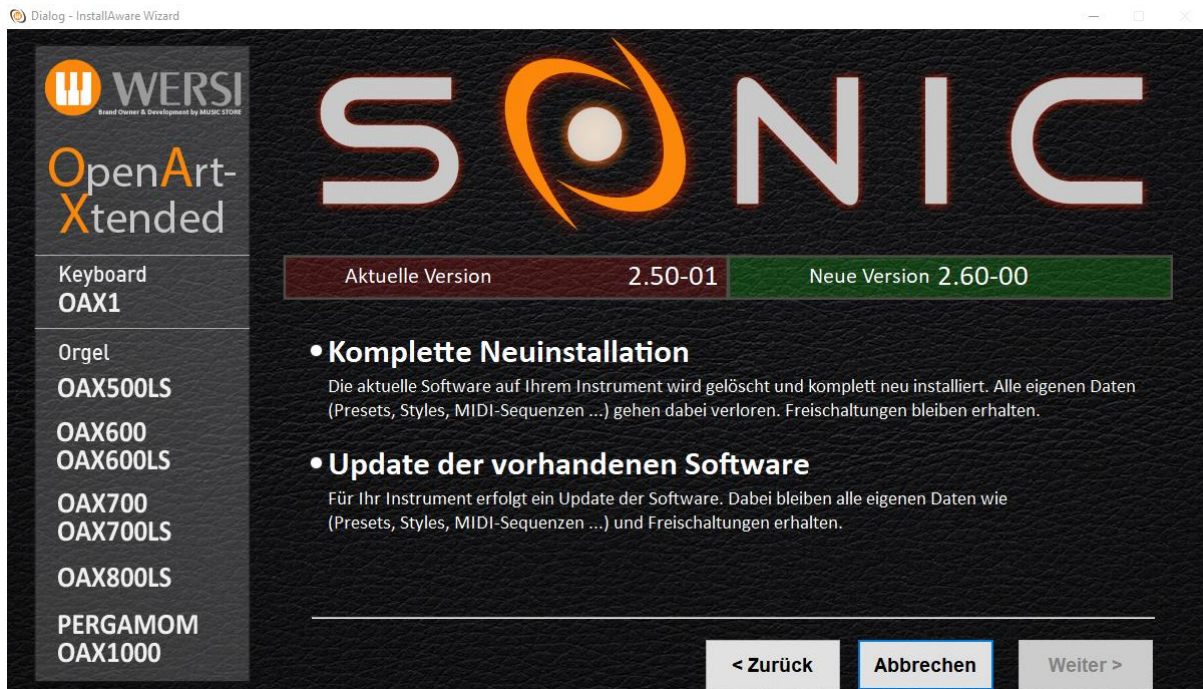 Dialog - InstallAware Wizard
WERSI
Brand Owner & Development by MUSIC STORE
OpenArt-
Xtended
Keyboard
OAX1
Orgel
OAX500LS
OAX600
OAX600LS
OAX700
OAX700LS
OAX800LS
PERGAMOM
OAX1000
SONIC
Aktuelle Version 2.50-01 Neue Version 2.60-00
• Komplette Neuinstallation
Die aktuelle Software auf Ihrem Instrument wird gelöscht und komplett neu installiert. Alle eigenen Daten
(Presets, Styles, MIDI-Sequenzen ...) gehen dabei verloren. Freischaltungen bleiben erhalten.
• Update der vorhandenen Software
Für Ihr Instrument erfolgt ein Update der Software. Dabei bleiben alle eigenen Daten wie
(Presets, Styles, MIDI-Sequenzen ...) und Freischaltungen erhalten.
< Zurück Abbrechen Weiter >